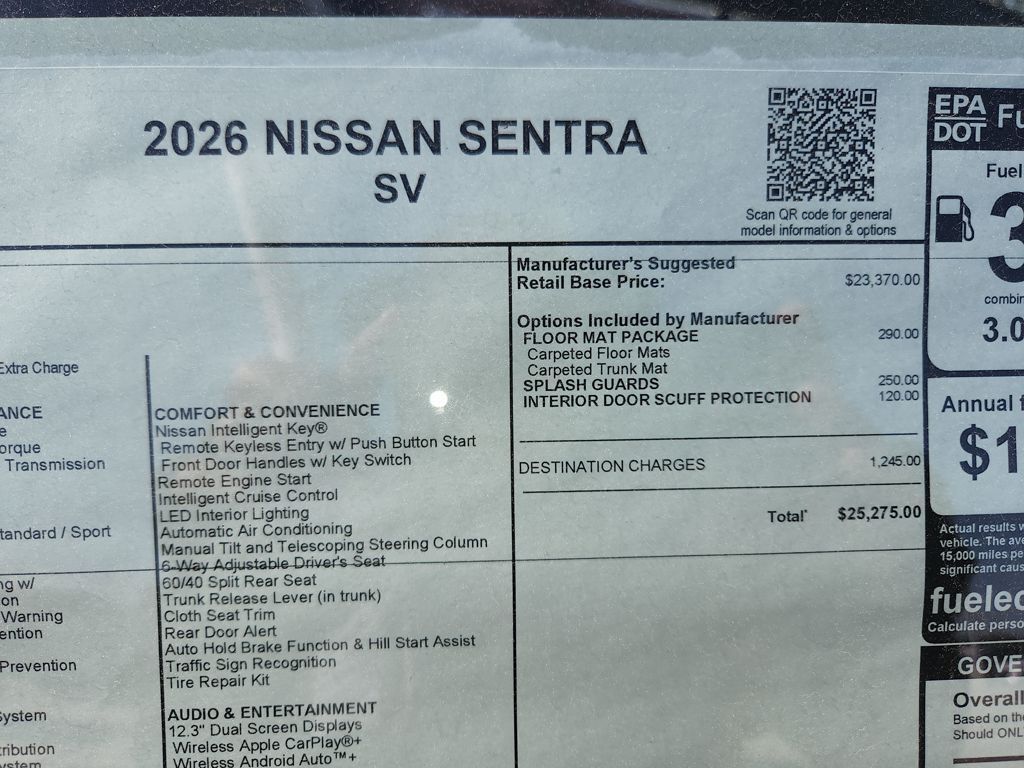 2026 NISSAN SENTRA
SV
Scan QR code for general
model information & options
Manufacturer's Suggested
Retail Base Price: $23,370.00
Options Included by Manufacturer
FLOOR MAT PACKAGE 290.00
Carpeted Floor Mats
Carpeted Trunk Mat
SPLASH GUARDS 250.00
INTERIOR DOOR SCUFF PROTECTION 120.00
DESTINATION CHARGES 1,245.00
Total* $25,275.00
Extra Charge
ANCE
e
orque
Transmission
tandard / Sport
ng w/
on
Warning
ention
Prevention
System
tribution
ystem
COMFORT & CONVENIENCE
Nissan Intelligent Key®
Remote Keyless Entry w/ Push Button Start
Front Door Handles w/ Key Switch
Remote Engine Start
Intelligent Cruise Control
LED Interior Lighting
Automatic Air Conditioning
Manual Tilt and Telescoping Steering Column
6-Way Adjustable Driver's Seat
60/40 Split Rear Seat
Trunk Release Lever (in trunk)
Cloth Seat Trim
Rear Door Alert
Auto Hold Brake Function & Hill Start Assist
Traffic Sign Recognition
Tire Repair Kit
AUDIO & ENTERTAINMENT
12.3" Dual Screen Displays
Wireless Apple CarPlay®+
Wireless Android Auto™+
EPA
DOT
Fu
Fuel
3
combin
3.0
Annual f
$1
Actual results w
vehicle. The ave
15,000 miles pe
significant caus
fueled
Calculate perso
GOVE
Overall
Based on the
Should ONL